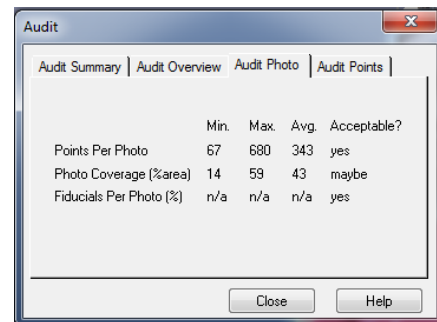 Audit
Audit Summary Audit Overview Audit Photo Audit Points
Min. Max. Avg. Acceptable?
Points Per Photo 67 680 343 yes
Photo Coverage (%area) 14 59 43 maybe
Fiducials Per Photo (%) n/a n/a n/a yes
Close Help